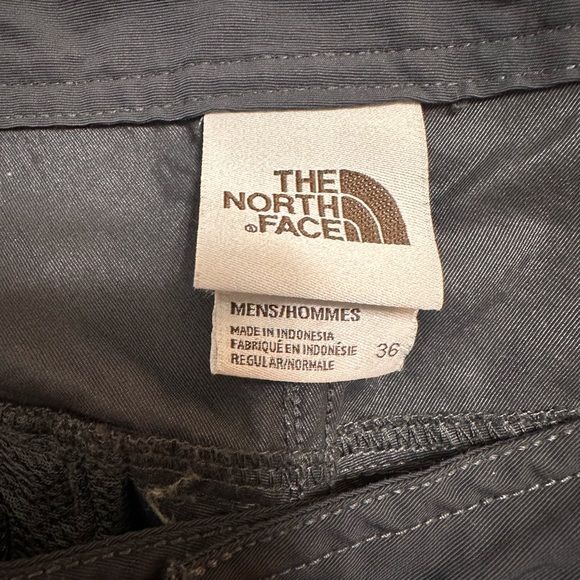 THE
NORTH
®FACE
MENS/HOMMES
MADE IN INDONESIA
FABRIQUÉ EN INDONÉSIE 36
REGULAR/NORMALE